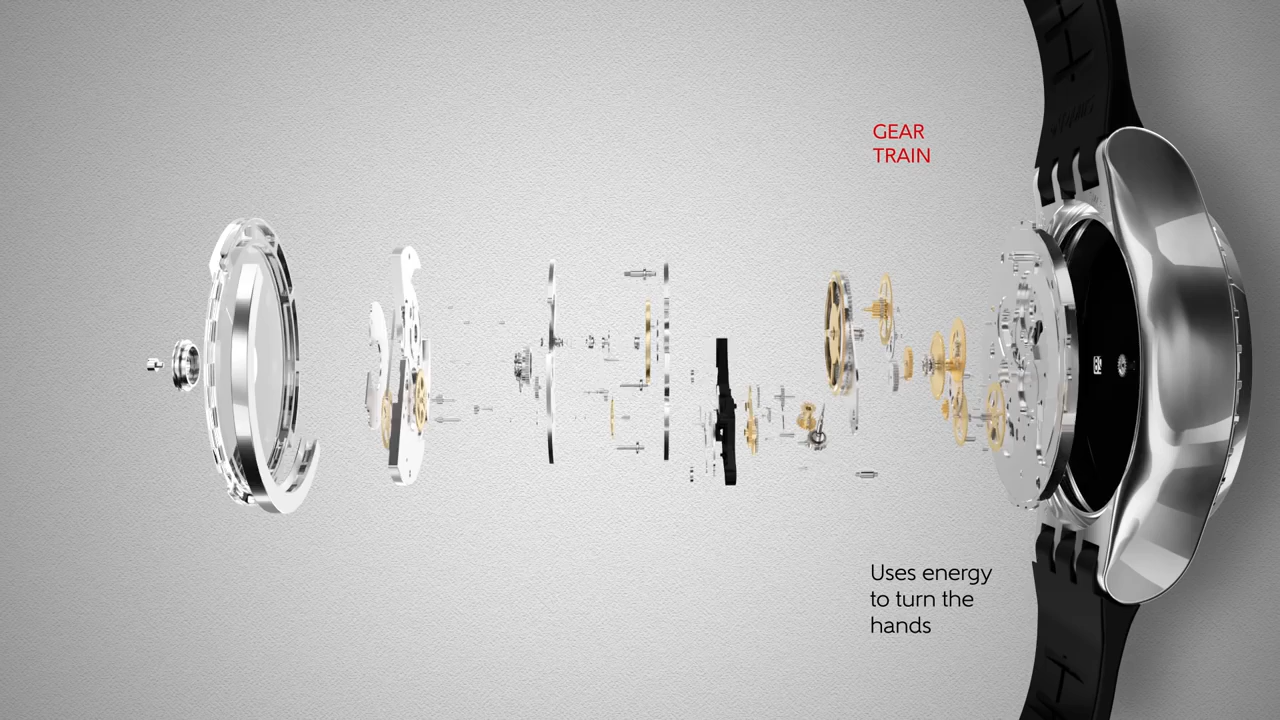 GEAR
TRAIN
Uses energy
to turn the
hands